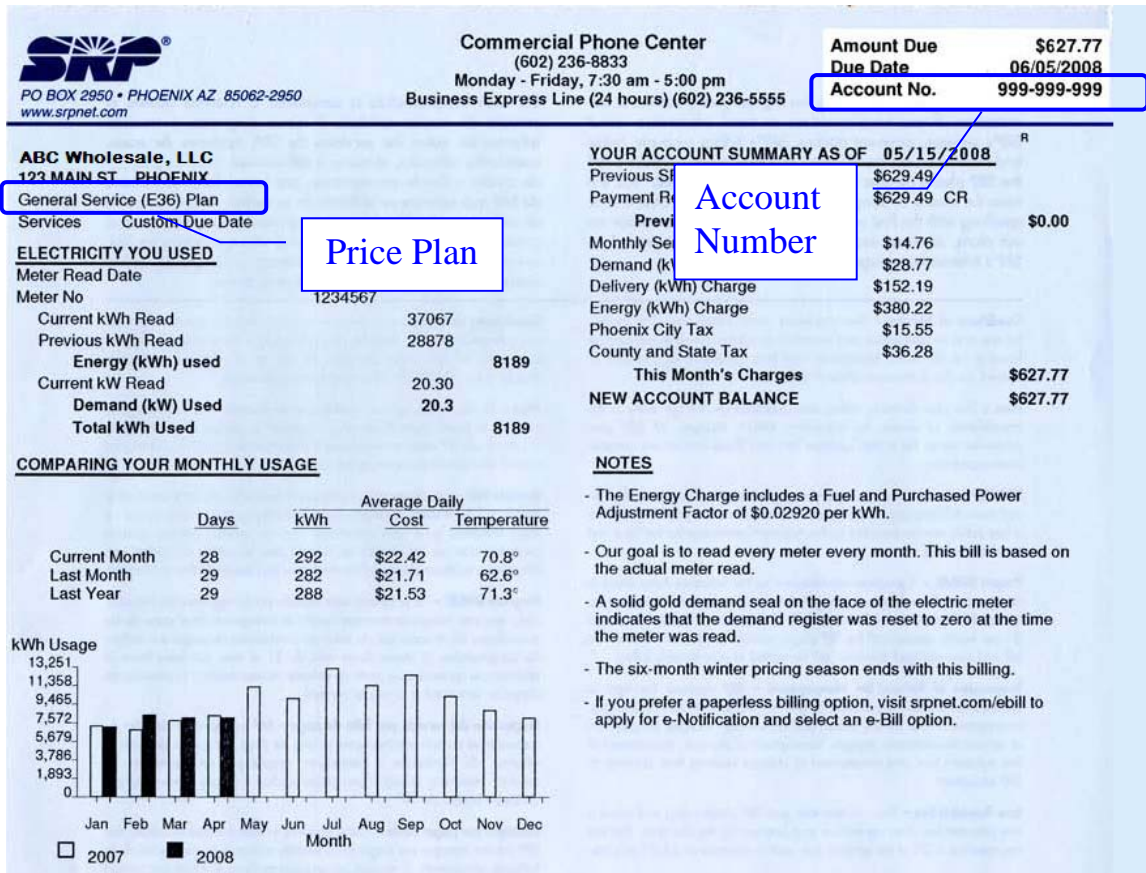 SRP®
PO BOX 2950 • PHOENIX AZ 85062-2950
www.srpnet.com
Commercial Phone Center
(602) 236-8833
Monday - Friday, 7:30 am - 5:00 pm
Business Express Line (24 hours) (602) 236-5555
Amount Due $627.77
Due Date 06/05/2008
Account No. 999-999-999
ABC Wholesale, LLC
123 MAIN ST PHOENIX
General Service (E36) Plan
Services Custom Due Date
Price Plan
ELECTRICITY YOU USED
Meter Read Date
Meter No 1234567
Current kWh Read 37067
Previous kWh Read 28878
Energy (kWh) used 8189
Current kW Read 20.30
Demand (kW) Used 20.3
Total kWh Used 8189
COMPARING YOUR MONTHLY USAGE
Average Daily
Days kWh Cost Temperature
Current Month 28 292 $22.42 70.8°
Last Month 29 282 $21.71 62.6°
Last Year 29 288 $21.53 71.3°
kWh Usage
13,251
11,358
9,465
7,572
5,679
3,786
1,893
0
Jan Feb Mar Apr May Jun Jul Aug Sep Oct Nov Dec
Month
2007 2008
R
YOUR ACCOUNT SUMMARY AS OF 05/15/2008
Previous $629.49
Payment $629.49 CR
$0.00
Account
Number
Monthly $14.76
Demand $28.77
Delivery (kWh) Charge $152.19
Energy (kWh) Charge $380.22
Phoenix City Tax $15.55
County and State Tax $36.28
This Month's Charges $627.77
NEW ACCOUNT BALANCE $627.77
NOTES
- The Energy Charge includes a Fuel and Purchased Power
Adjustment Factor of $0.02920 per kWh.
- Our goal is to read every meter every month. This bill is based on
the actual meter read.
- A solid gold demand seal on the face of the electric meter
indicates that the demand register was reset to zero at the time
the meter was read.
- The six-month winter pricing season ends with this billing.
- If you prefer a paperless billing option, visit srpnet.com/ebill to
apply for e-Notification and select an e-Bill option.